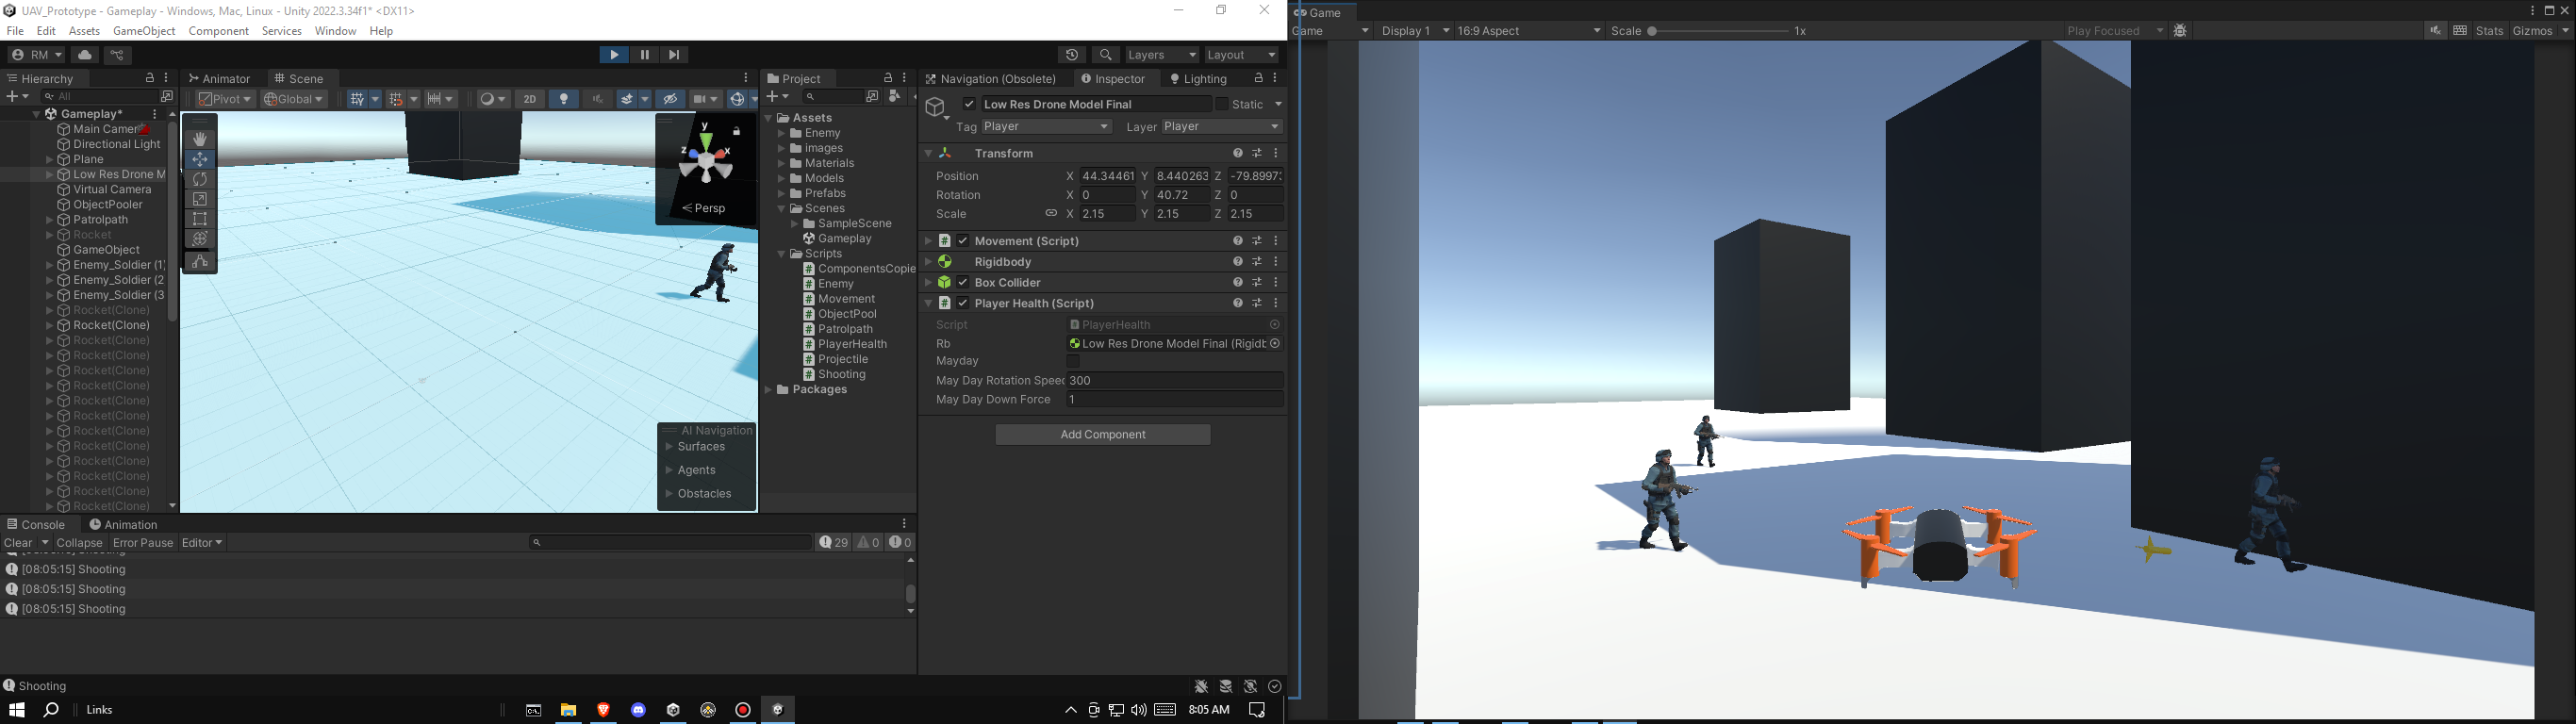 UAV_Prototype - Gameplay - Windows, Mac, Linux - Unity 2022.3.34f1* <DX11>
File Edit Assets GameObject Component Services Window Help
RM Layers Layout
Hierarchy
All
Gameplay*
Main Camer
Directional Light
Plane
Low Res Drone M
Virtual Camera
ObjectPooler
Patrolpath
Rocket
GameObject
Enemy_Soldier (1)
Enemy_Soldier (2
Enemy_Soldier (3
Rocket(Clone)
Rocket(Clone)
Rocket(Clone)
Rocket(Clone)
Rocket(Clone)
Rocket(Clone)
Rocket(Clone)
Rocket(Clone)
Rocket(Clone)
Rocket(Clone)
Rocket(Clone)
Rocket(Clone)
Rocket(Clone)
Rocket(Clone)
Animator Scene
Pivot Global 2D
y
z x
Persp
AI Navigation
Surfaces
Agents
Obstacles
Project
Assets
Enemy
images
Materials
Models
Prefabs
Scenes
SampleScene
Gameplay
Scripts
ComponentsCopie
Enemy
Movement
ObjectPool
Patrolpath
PlayerHealth
Projectile
Shooting
Packages
Navigation (Obsolete) Inspector Lighting
Low Res Drone Model Final Static
Tag Player Layer Player
Transform
Position X 44.34461 Y 8.440263 Z -79.8997
Rotation X 0 Y 40.72 Z 0
Scale X 2.15 Y 2.15 Z 2.15
Movement (Script)
Rigidbody
Box Collider
Player Health (Script)
Script PlayerHealth
Rb Low Res Drone Model Final (Rigidb
Mayday
May Day Rotation Speed 300
May Day Down Force 1
Add Component
Console Animation
Clear Collapse Error Pause Editor 29 0 0
[08:05:15] Shooting
[08:05:15] Shooting
[08:05:15] Shooting
Shooting
Links
8:05 AM
Game
Game Display 1 16:9 Aspect Scale 1x Play Focused Stats Gizmos